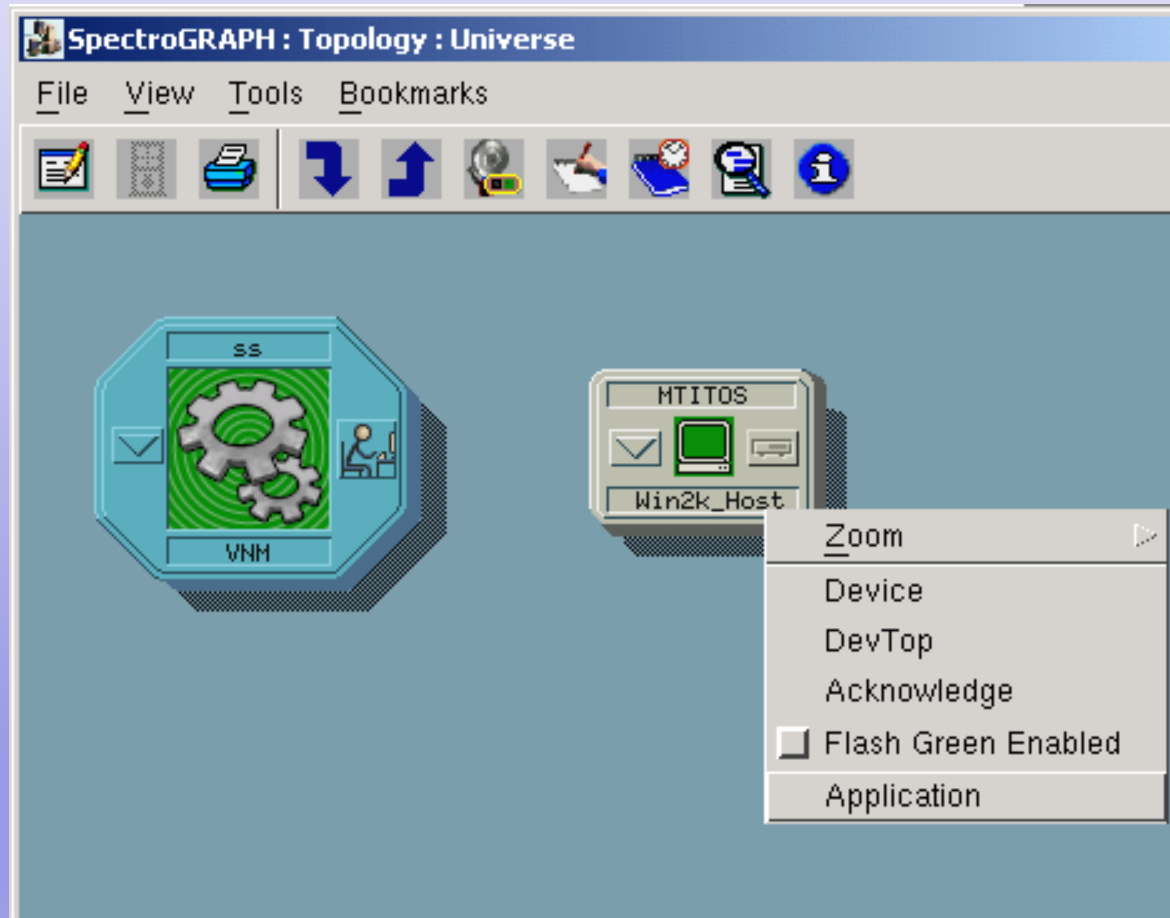 SpectroGRAPH : Topology : Universe
File View Tools Bookmarks
ss
VNM
MTITOS
Win2k_Host
Zoom
Device
DevTop
Acknowledge
Flash Green Enabled
Application